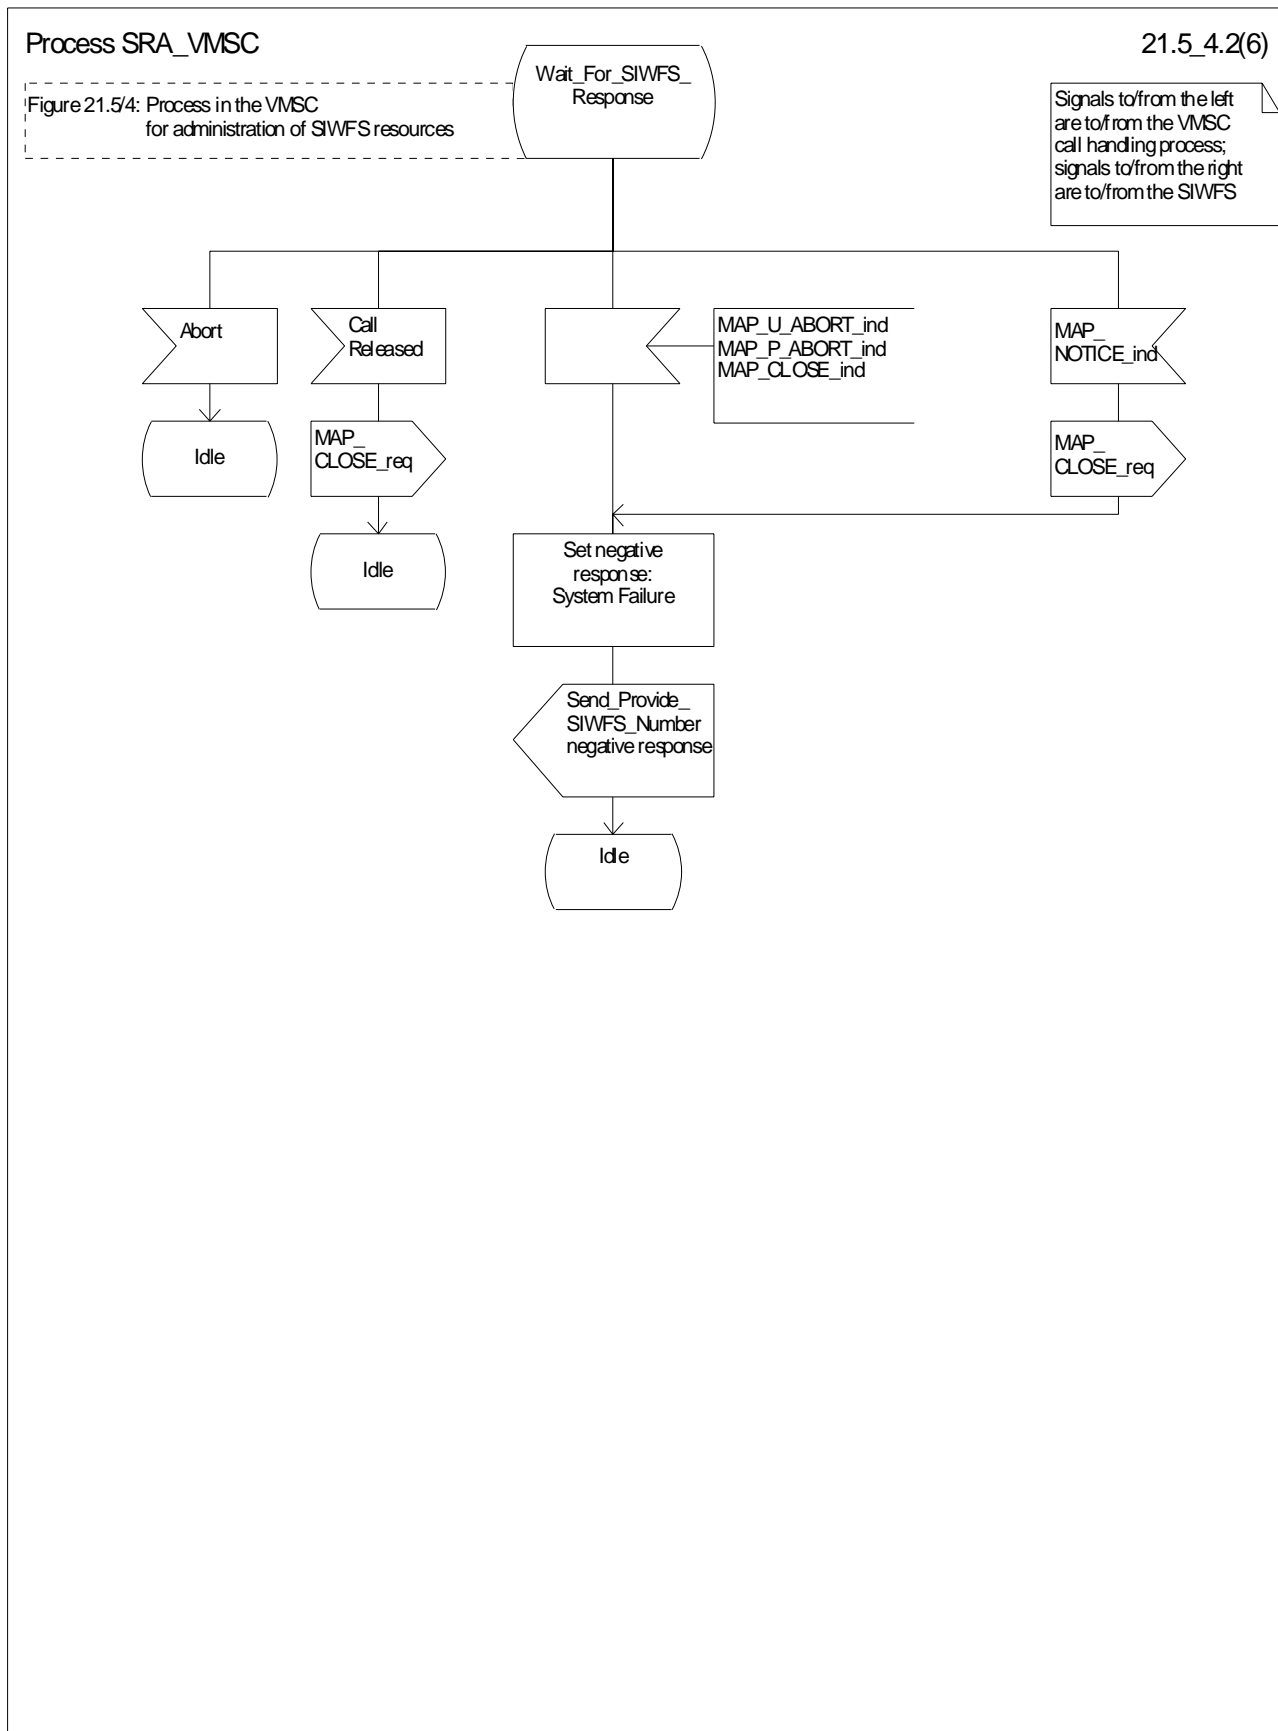 Process SRA_VMSC
21.5_4.2(6)
Figure 21.5/4: Process in the VMSC
for administration of SIWFS resources
Wait_For_SIWFS_
Response
Signals to/from the left
are to/from the VMSC
call handling process;
signals to/from the right
are to/from the SIWFS
Abort
Call
Released
MAP_U_ABORT_ind
MAP_P_ABORT_ind
MAP_CLOSE_ind
MAP_
NOTICE_ind
Idle
MAP_
CLOSE_req
MAP_
CLOSE_req
Idle
Set negative
response:
System Failure
Send_Provide_
SIWFS_Number
negative response
Idle